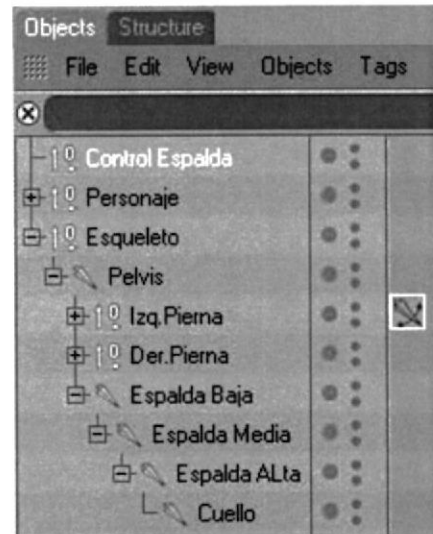 Objects Structure
File Edit View Objects Tags
Control Espalda
Personaje
Esqueleto
Pelvis
Izq.Pierna
Der.Pierna
Espalda Baja
Espalda Media
Espalda ALta
Cuello